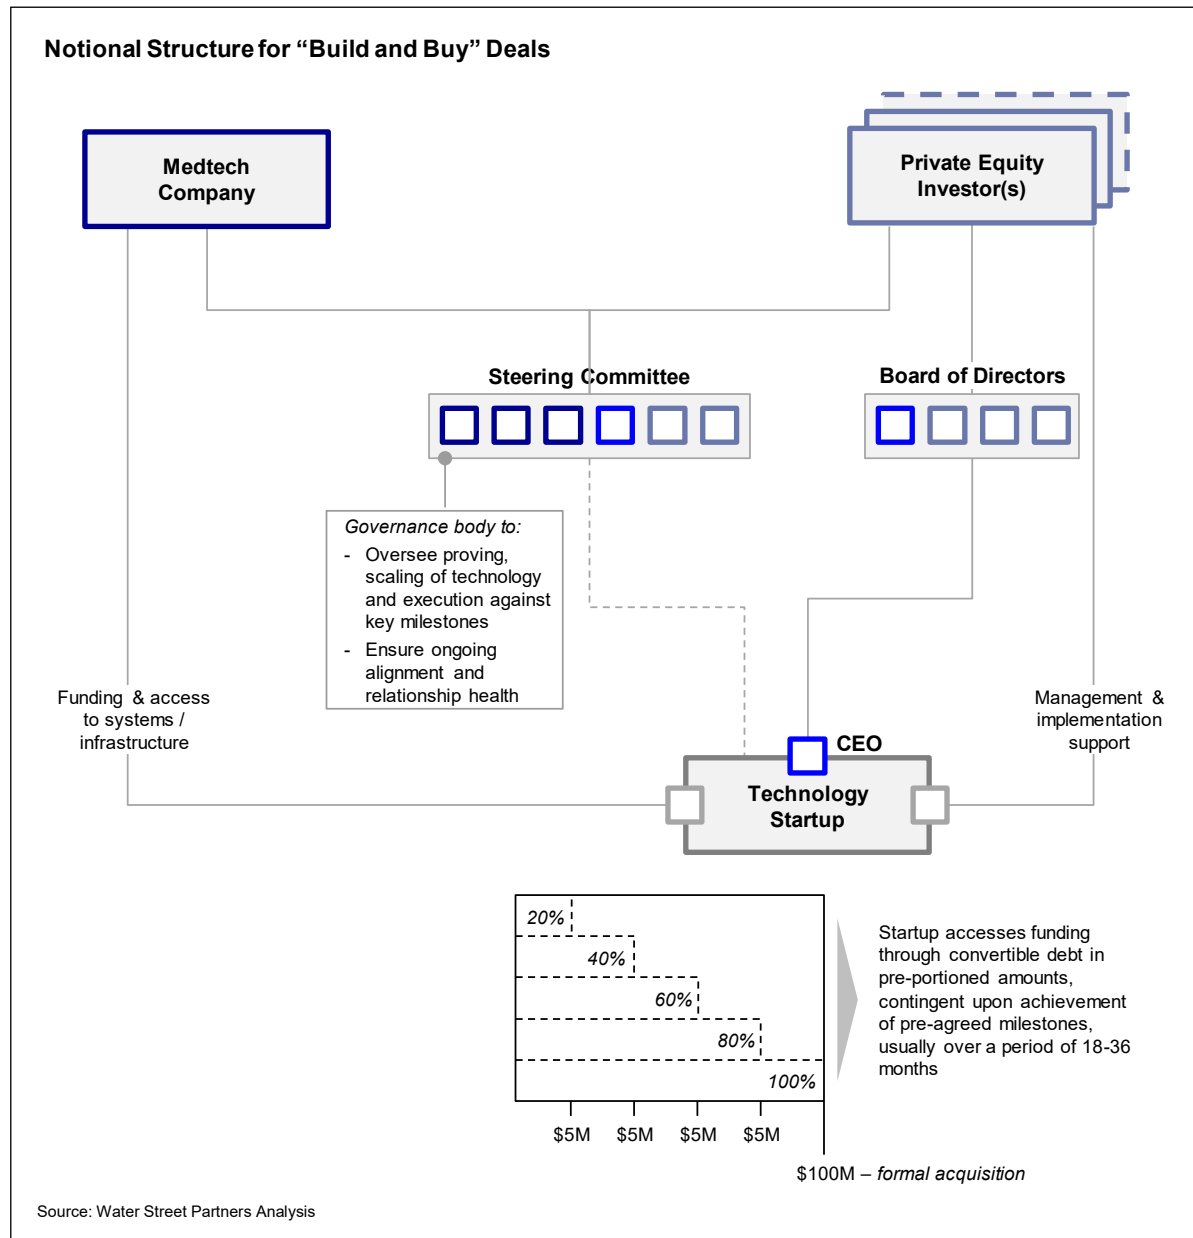 Notional Structure for “Build and Buy” Deals
Medtech
Company
Private Equity
Investor(s)
Steering Committee
Board of Directors
Governance body to:
- Oversee proving,
scaling of technology
and execution against
key milestones
- Ensure ongoing
alignment and
relationship health
Funding & access
to systems /
infrastructure
Management &
implementation
support
CEO
Technology
Startup
20%
40%
60%
80%
100%
$5M $5M $5M $5M
$100M – formal acquisition
Startup accesses funding
through convertible debt in
pre-portioned amounts,
contingent upon achievement
of pre-agreed milestones,
usually over a period of 18-36
months
Source: Water Street Partners Analysis